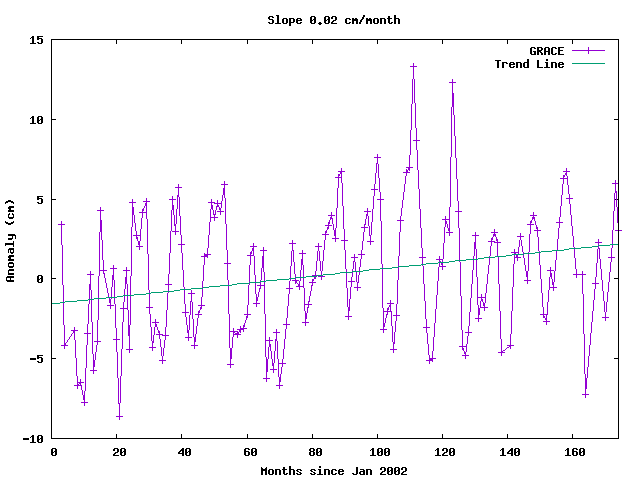 Slope 0.02 cm/month
15
GRACE
Trend Line
10
5
Anomaly (cm)
0
-5
-10
0 20 40 60 80 100 120 140 160
Months since Jan 2002